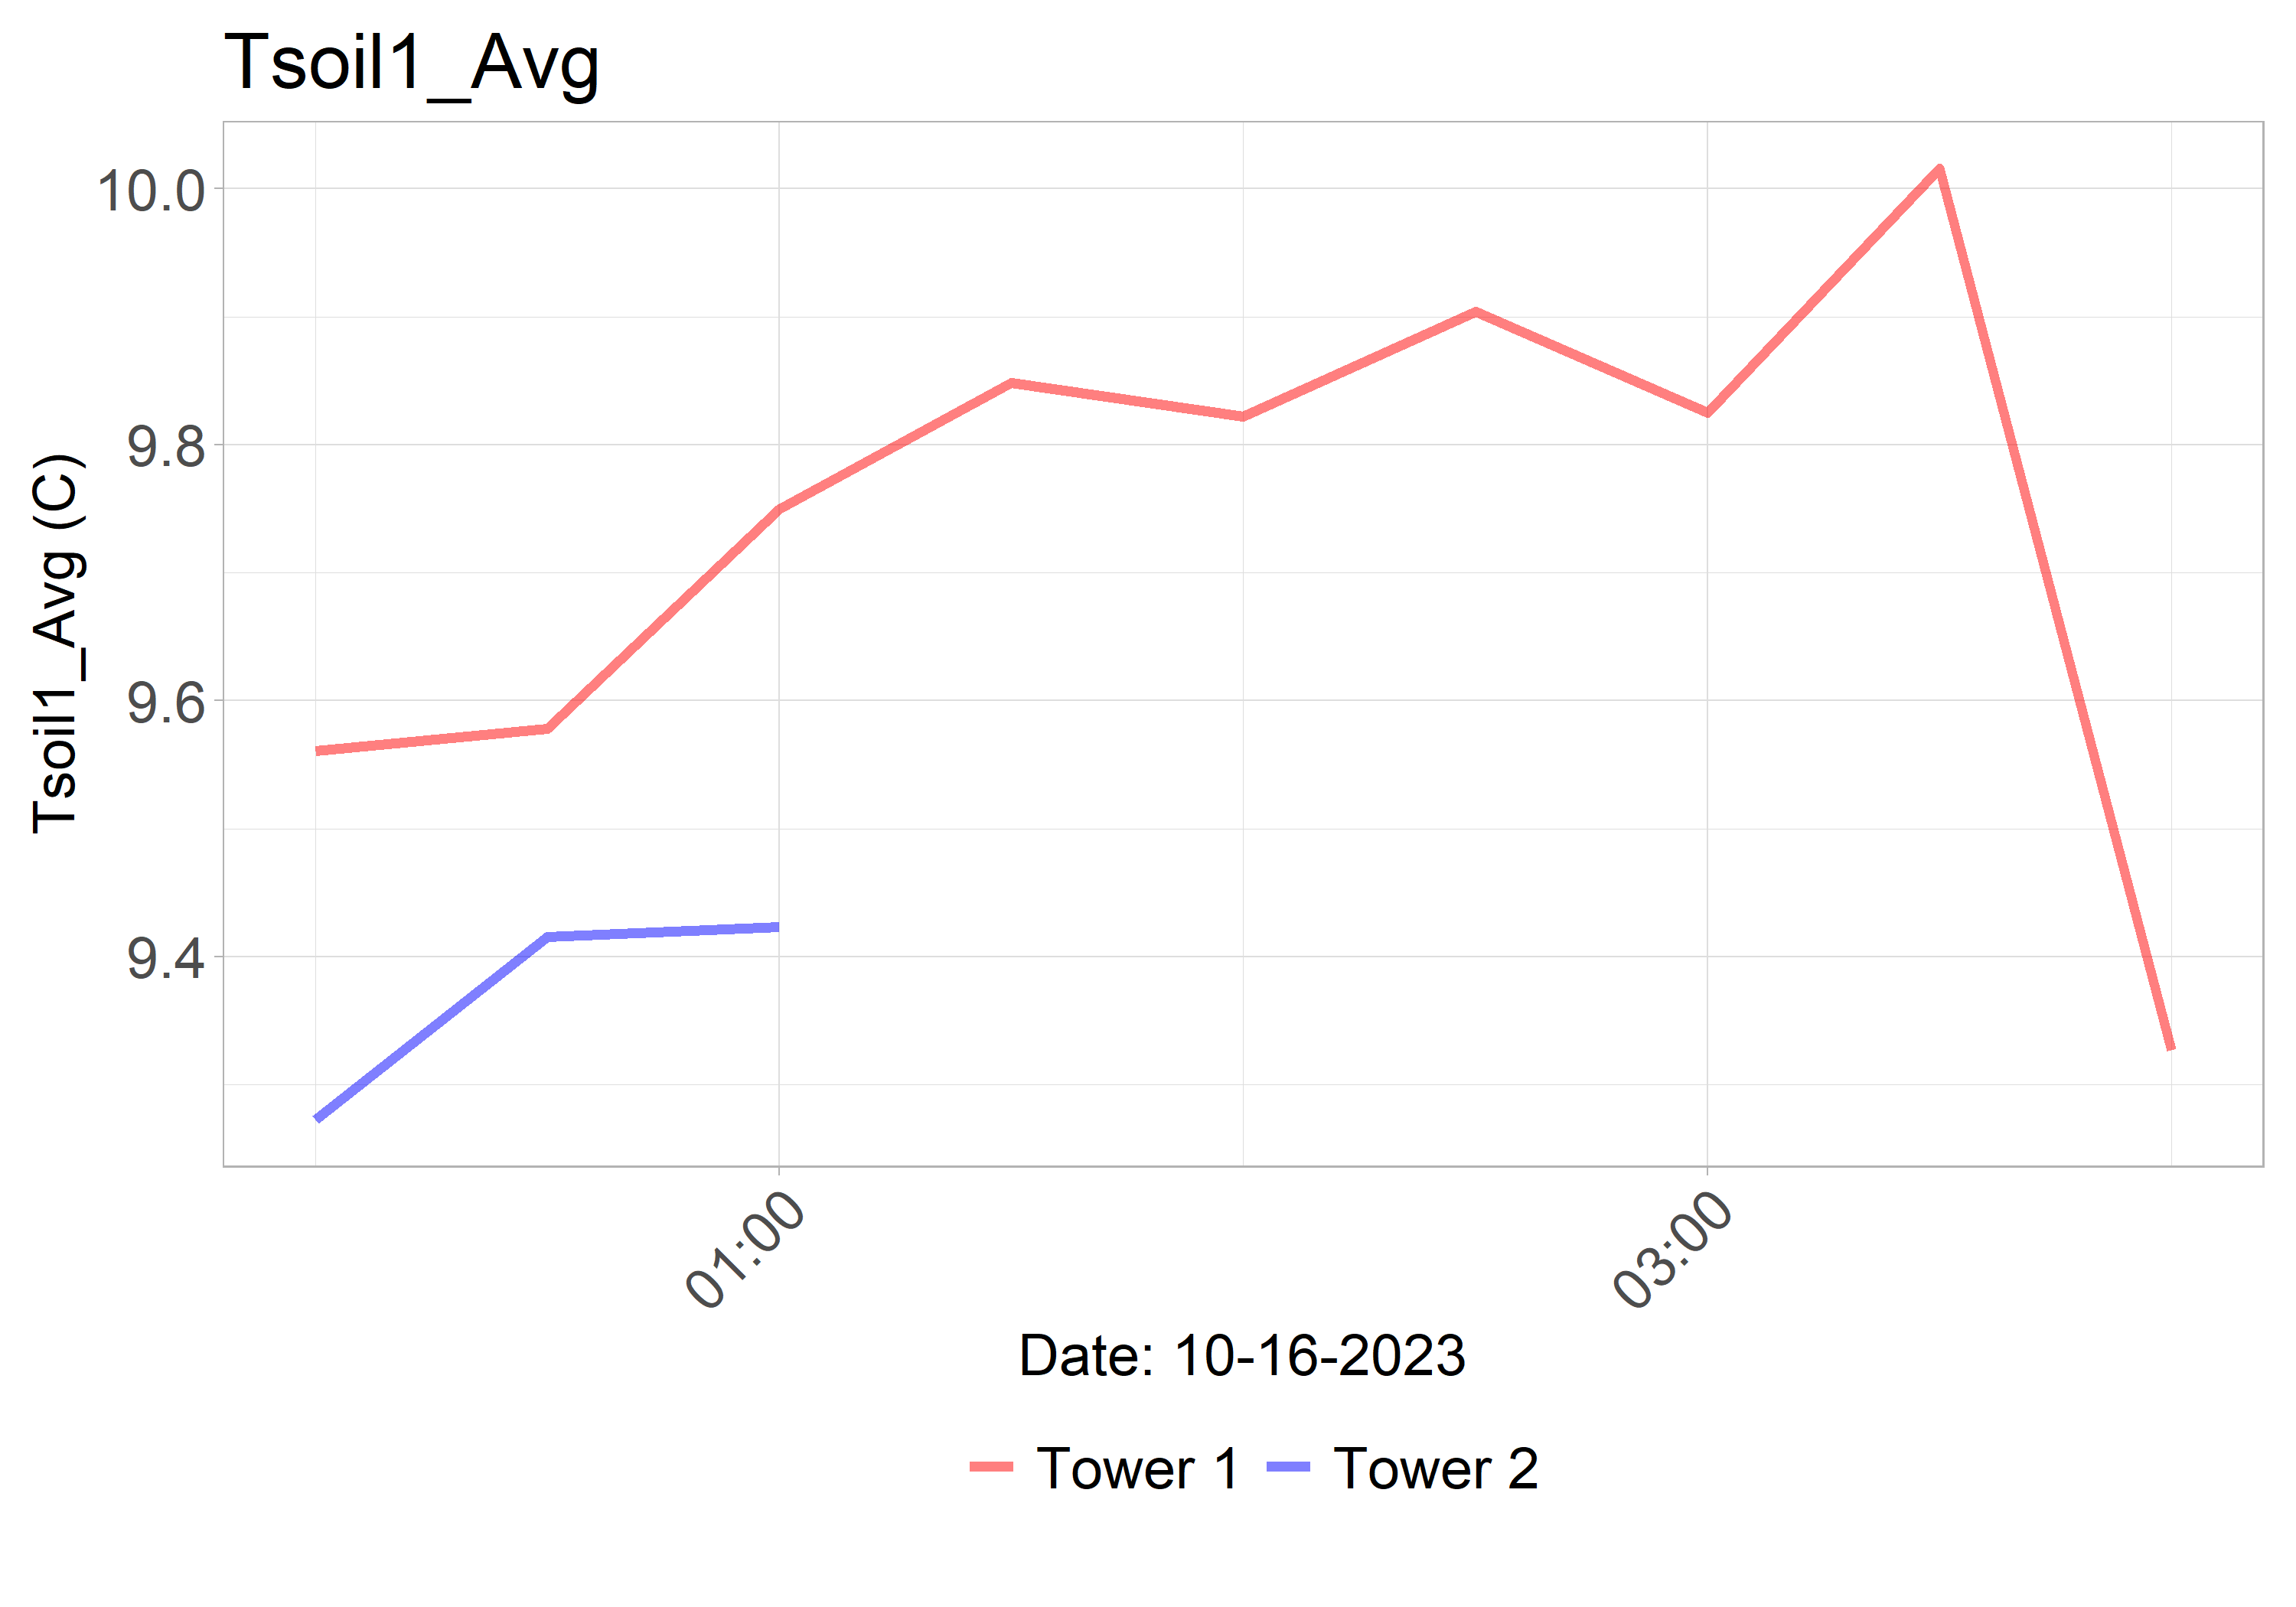 Tsoil1_Avg
Tsoil1_Avg (C)
10.0
9.8
9.6
9.4
01:00
03:00
Date: 10-16-2023
Tower 1
Tower 2